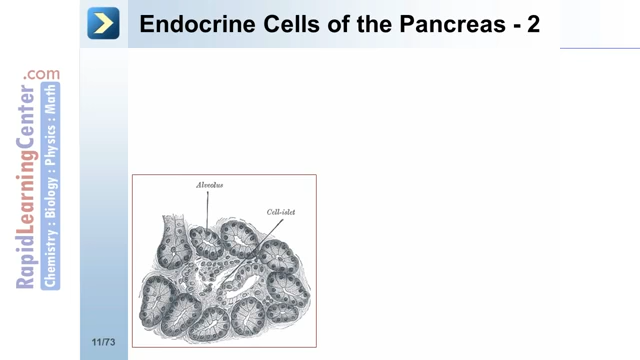 Endocrine Cells of the Pancreas - 2
RapidLearningCenter.com
Chemistry : Biology : Physics : Math
Alveolus
Cell-islet
11/73